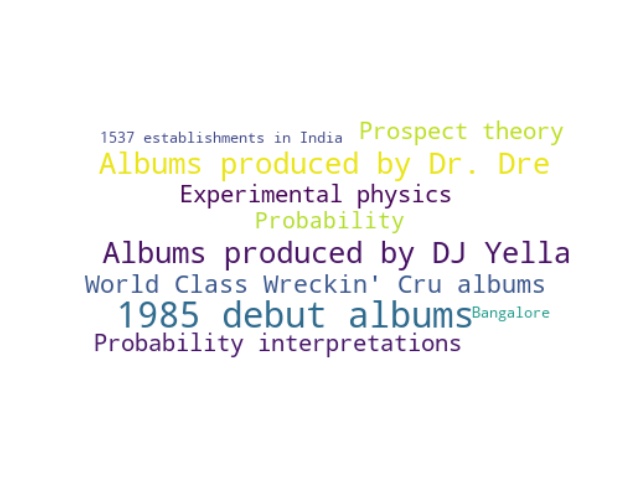 1537 establishments in India
Prospect theory
Albums produced by Dr. Dre
Experimental physics
Probability
Albums produced by DJ Yella
World Class Wreckin' Cru albums
1985 debut albums
Bangalore
Probability interpretations